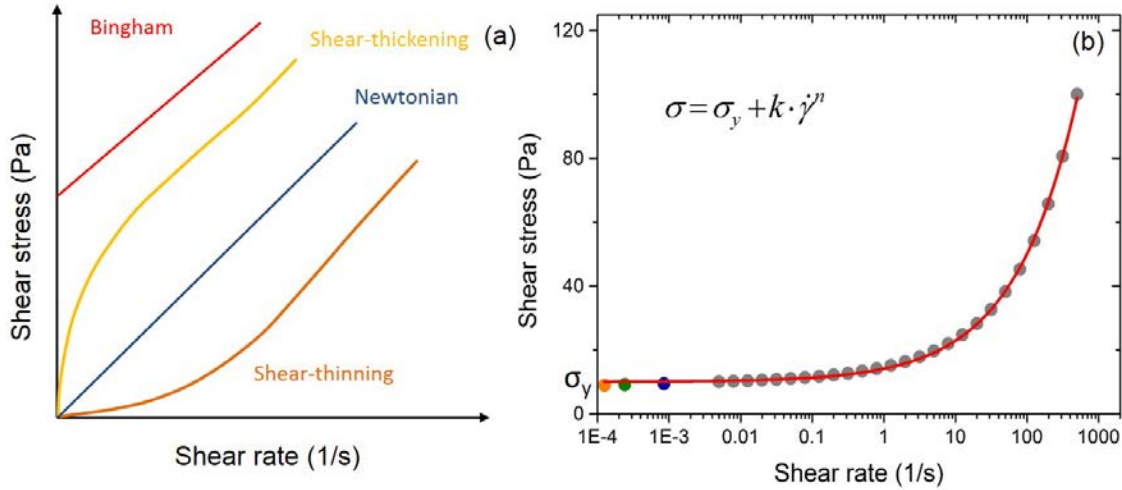 Bingham
Shear-thickening
(a)
Newtonian
Shear-thinning
Shear stress (Pa)
Shear rate (1/s)
(b)
σ = σy + k · γ̇ⁿ
Shear stress (Pa)
120
80
40
σy
0
1E-4 1E-3 0.01 0.1 1 10 100 1000
Shear rate (1/s)